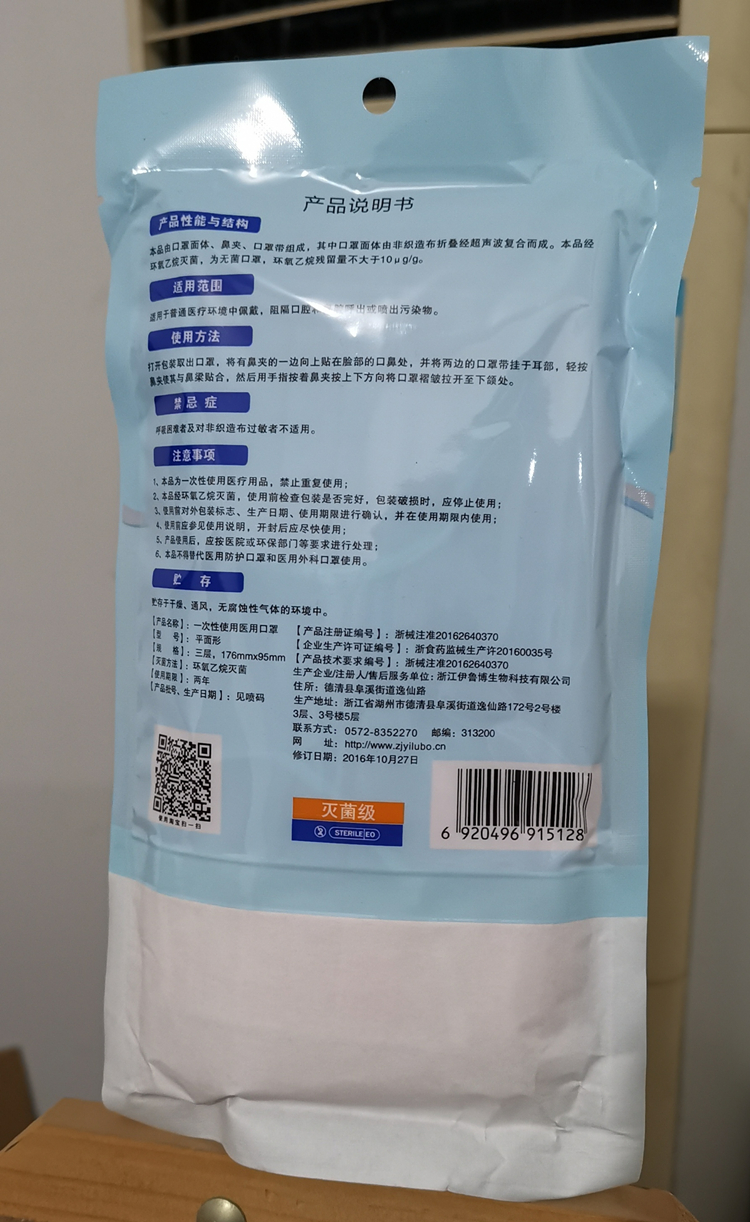 产品说明书
产品性能与结构
本品由口罩面体、鼻夹、口罩带组成，其中口罩面体由非织造布折叠经超声波复合而成。本品经
环氧乙烷灭菌，为无菌口罩，环氧乙烷残留量不大于10μg/g。
适用范围
适用于普通医疗环境中佩戴，阻隔口腔和鼻腔呼出或喷出污染物。
使用方法
打开包装取出口罩，将有鼻夹的一边向上贴在脸部的口鼻处，并将两边的口罩带挂于耳部，轻按
鼻夹使其与鼻梁贴合，然后用手指按着鼻夹按上下方向将口罩褶皱拉开至下颌处。
禁忌症
呼吸困难者及对非织造布过敏者不适用。
注意事项
1、本品为一次性使用医疗用品，禁止重复使用；
2、本品经环氧乙烷灭菌，使用前检查包装是否完好，包装破损时，应停止使用；
3、使用前对外包装标志、生产日期、使用期限进行确认，并在使用期限内使用；
4、使用前应参见使用说明，开封后应尽快使用；
5、产品使用后，应按医院或环保部门等要求进行处理；
6、本品不得替代医用防护口罩和医用外科口罩使用。
贮存
贮存于干燥、通风，无腐蚀性气体的环境中。
【产品名称】：一次性使用医用口罩
【型 号】：平面形
【规 格】：三层，176mmx95mm
【灭菌方法】：环氧乙烷灭菌
【使用期限】：两年
【产品批号、生产日期】：见喷码
【产品注册证编号】：浙械注准20162640370
【企业生产许可证编号】：浙食药监械生产许20160035号
【产品技术要求编号】：浙械注准20162640370
生产企业/注册人/售后服务单位：浙江伊鲁博生物科技有限公司
住所：德清县阜溪街道逸仙路
生产地址：浙江省湖州市德清县阜溪街道逸仙路172号2号楼
3层、3号楼5层
联系方式：0572-8352270 邮编：313200
网 址：http://www.zjyilubo.cn
修订日期：2016年10月27日
使用淘宝扫一扫
灭菌级
STERILE EO
6 920496 915128